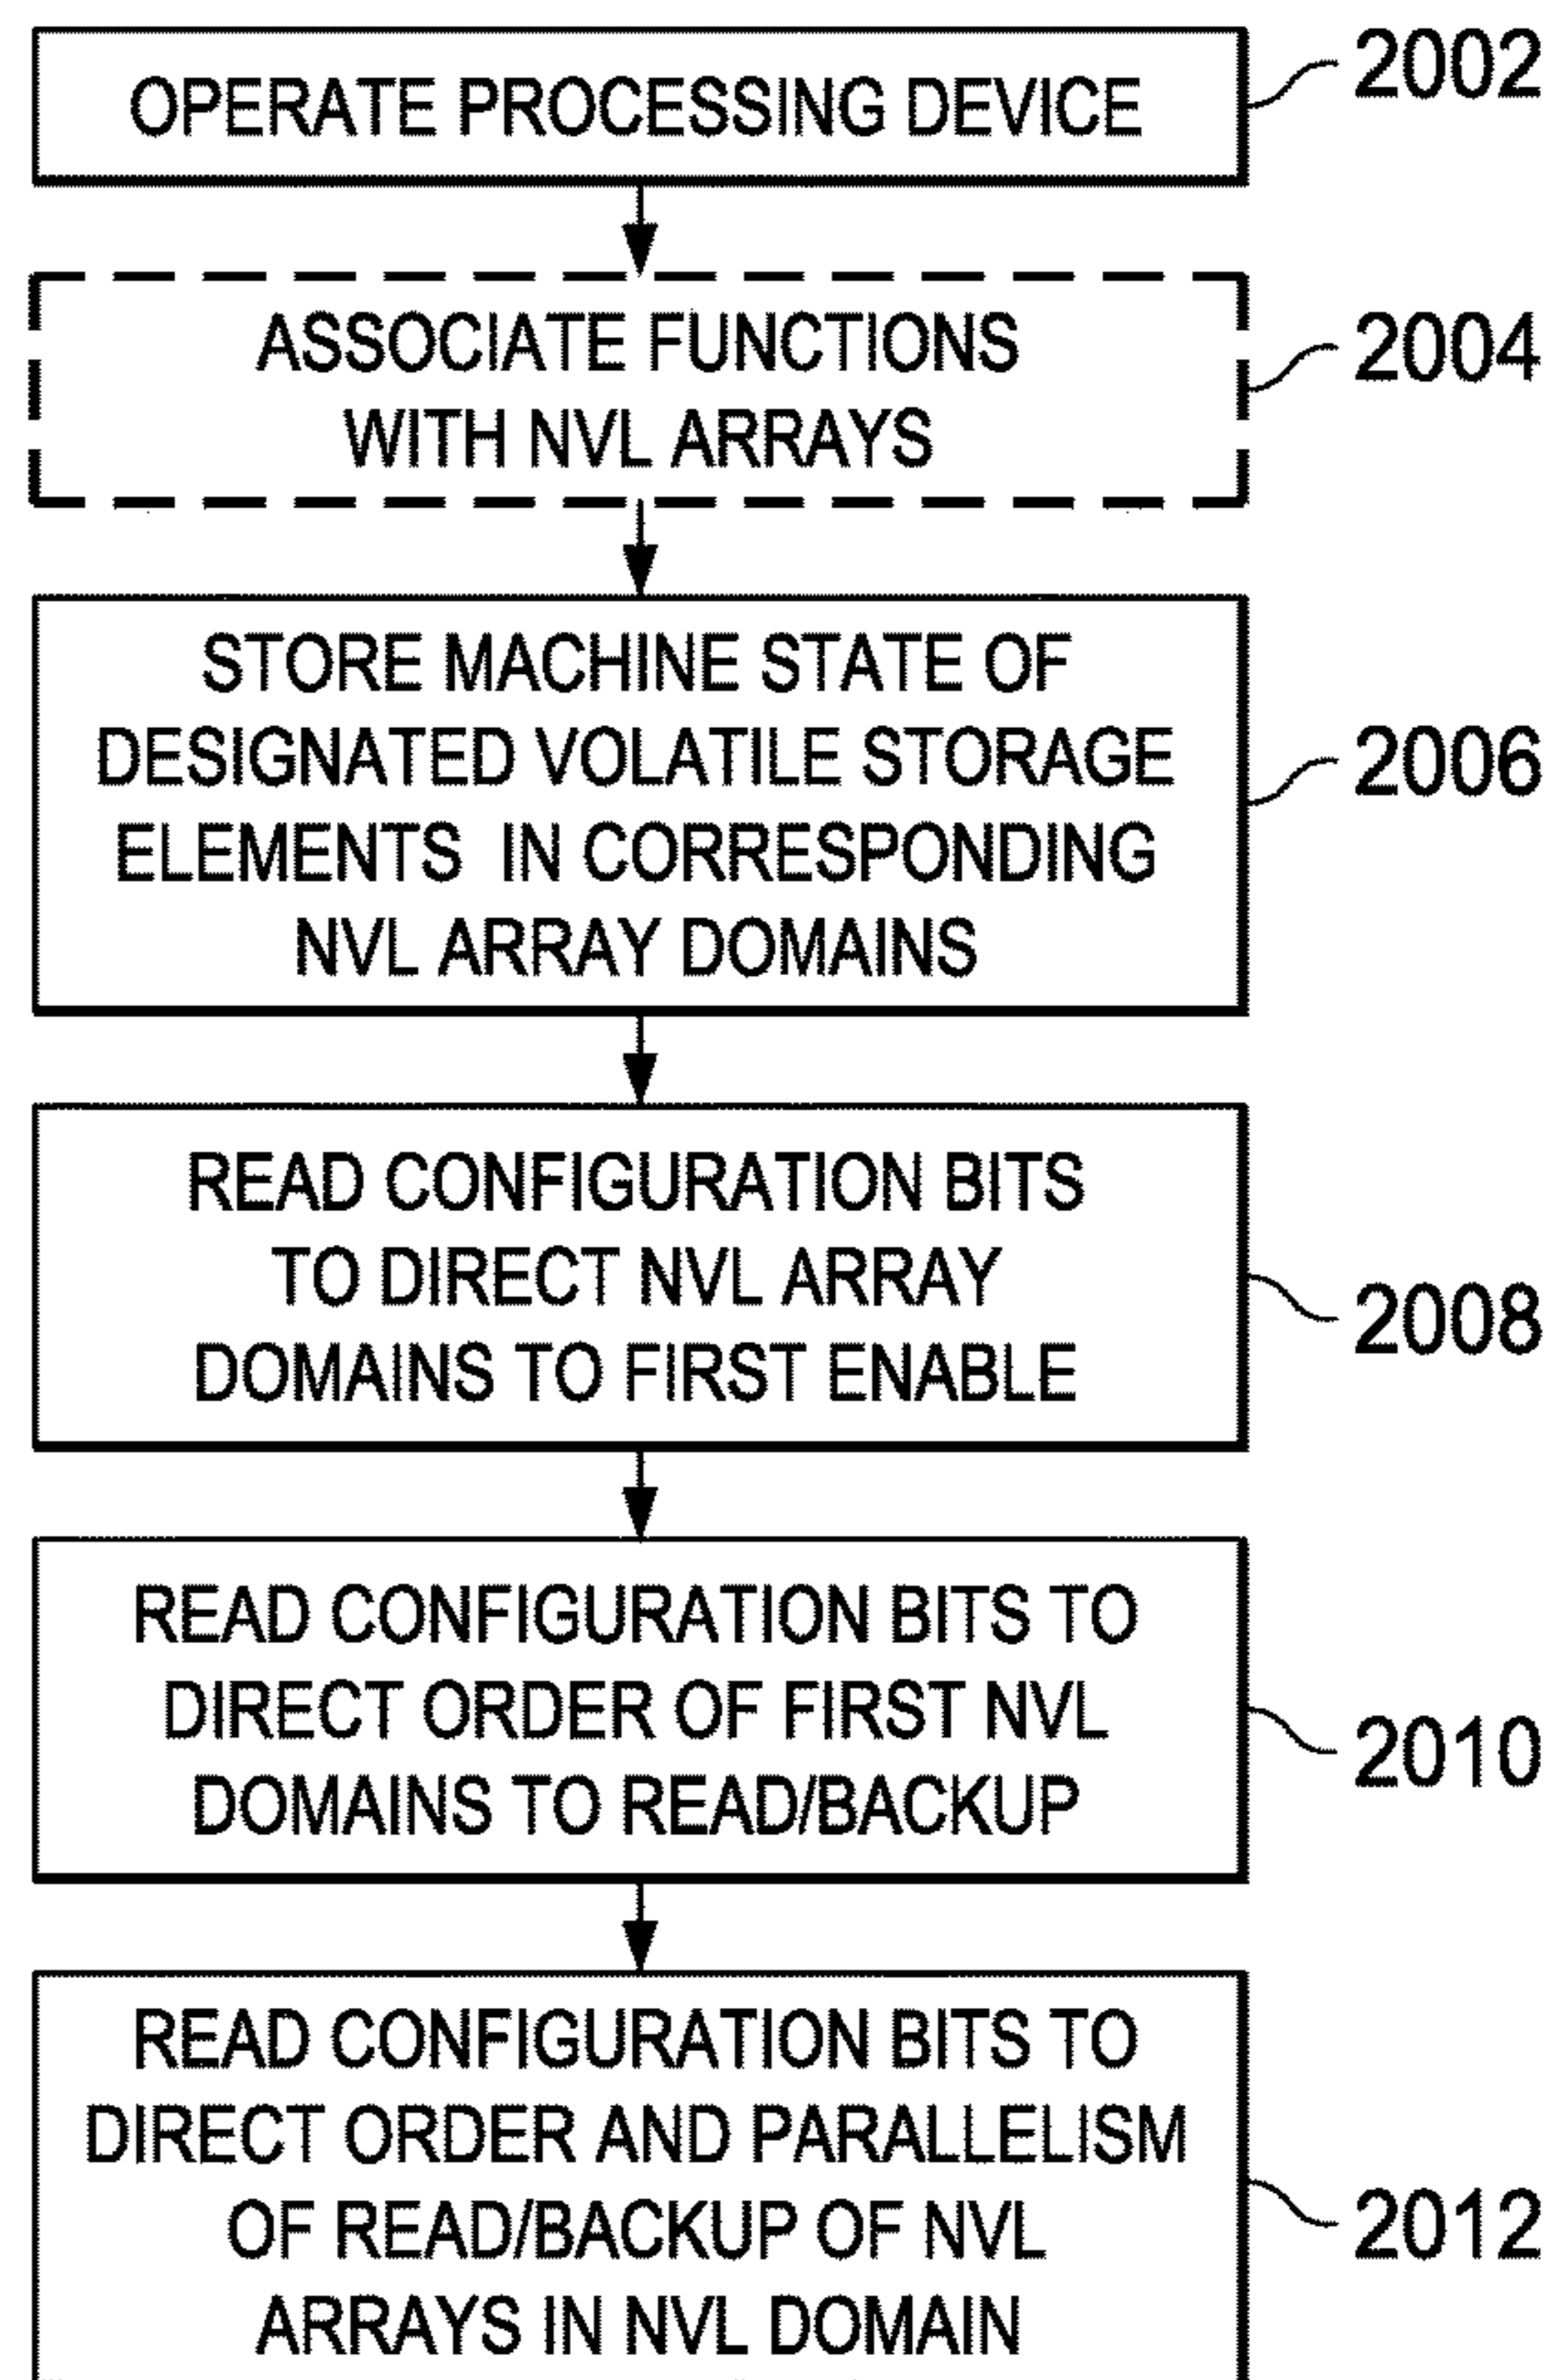 OPERATE PROCESSING DEVICE
2002
ASSOCIATE FUNCTIONS
WITH NVL ARRAYS
2004
STORE MACHINE STATE OF
DESIGNATED VOLATILE STORAGE
ELEMENTS IN CORRESPONDING
NVL ARRAY DOMAINS
2006
READ CONFIGURATION BITS
TO DIRECT NVL ARRAY
DOMAINS TO FIRST ENABLE
2008
READ CONFIGURATION BITS TO
DIRECT ORDER OF FIRST NVL
DOMAINS TO READ/BACKUP
2010
READ CONFIGURATION BITS TO
DIRECT ORDER AND PARALLELISM
OF READ/BACKUP OF NVL
ARRAYS IN NVL DOMAIN
2012